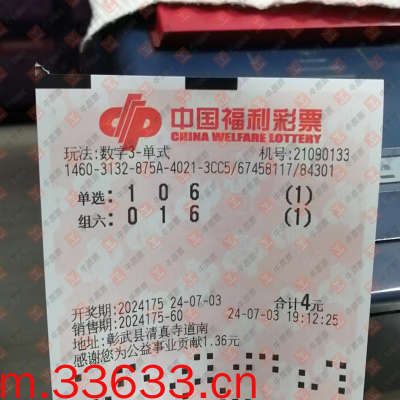 中国福利彩票
CHINA WELFARE LOTTERY
玩法:数字3-单式 机号:21090133
1460-3132-875A-4021-3CC5/67458117/84301
单选: 1 0 6 (1)
组六: 0 1 6 (1)
开奖期:2024175 24-07-03 合计4元
销售期:2024175-60 24-07-03 19:12:25
地址:彰武县清真寺道南
感谢您为公益事业贡献1.36元
m.33633.cn